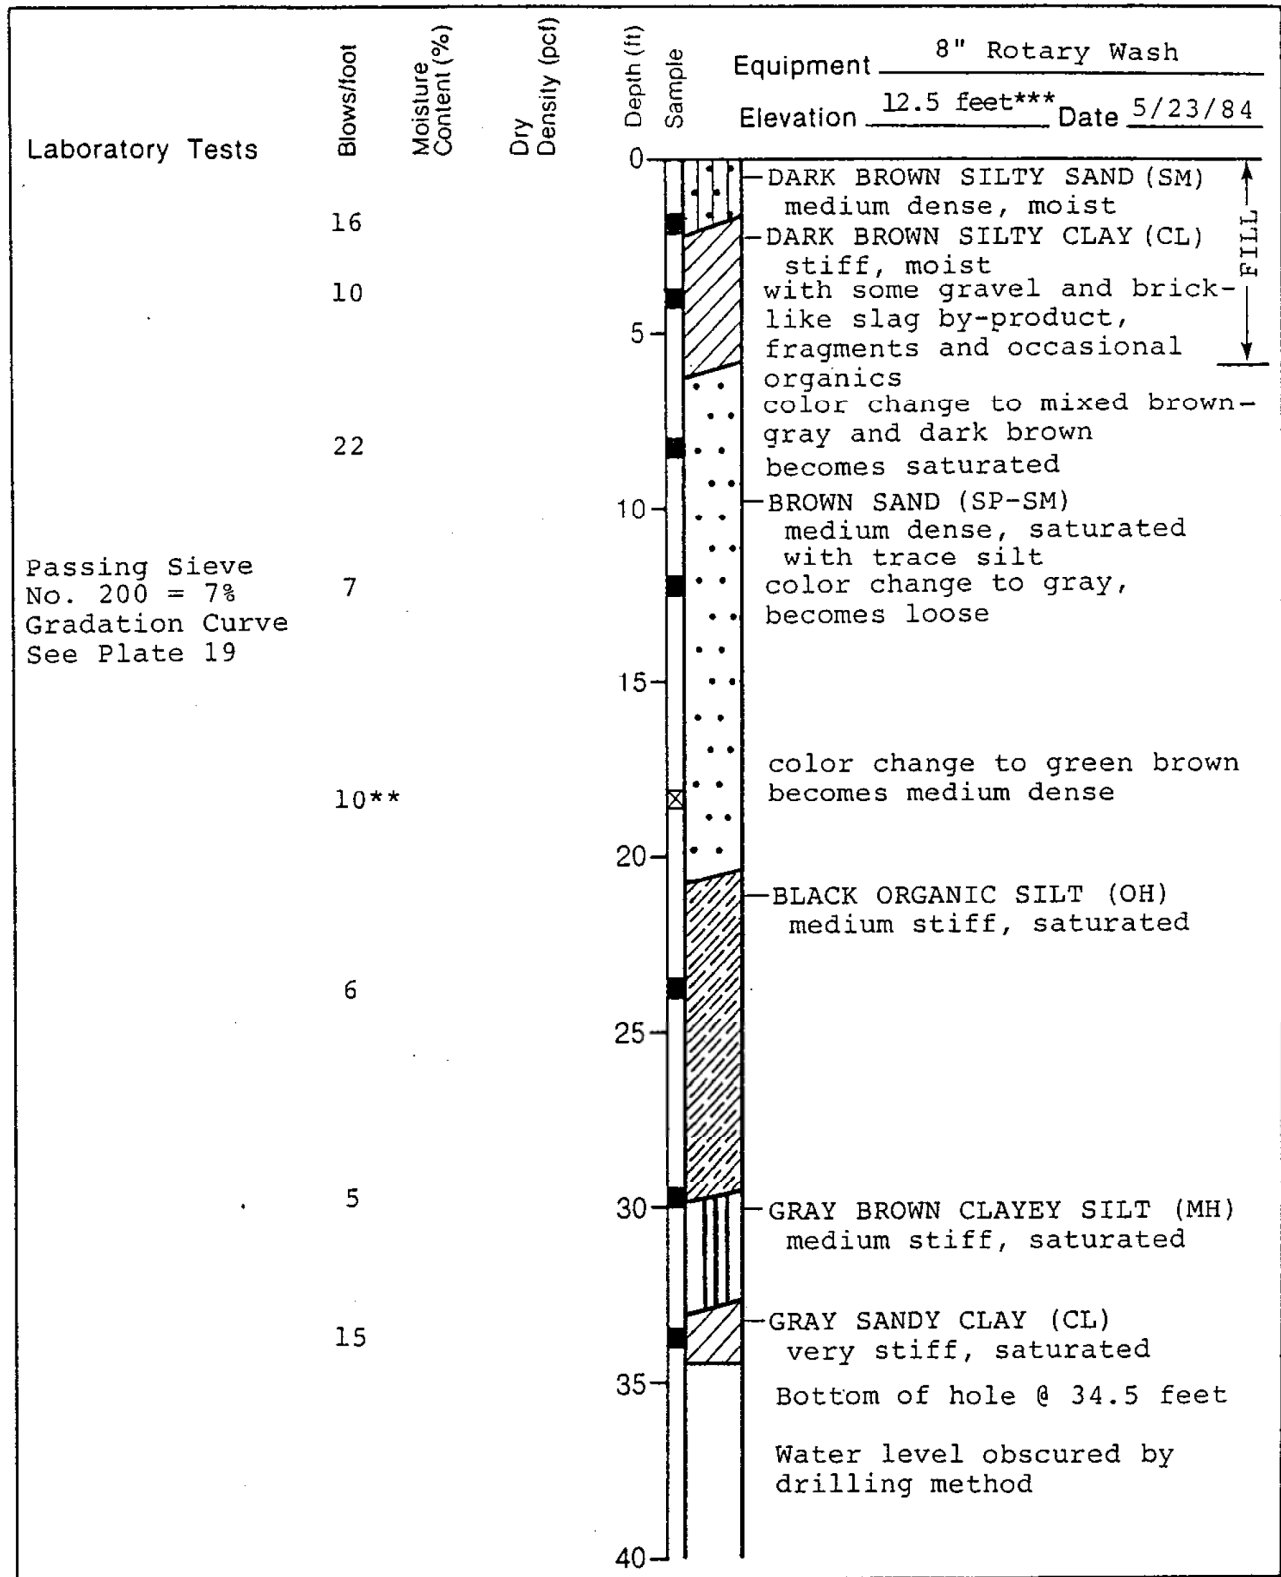 Laboratory Tests
Blows/foot
Moisture
Content (%)
Dry
Density (pcf)
Depth (ft)
Sample
Equipment 8" Rotary Wash
Elevation 12.5 feet*** Date 5/23/84
0
DARK BROWN SILTY SAND (SM)
medium dense, moist
16
DARK BROWN SILTY CLAY (CL)
stiff, moist
FILL
10
with some gravel and brick-
like slag by-product,
5
fragments and occasional
organics
color change to mixed brown-
gray and dark brown
22
becomes saturated
10
BROWN SAND (SP-SM)
medium dense, saturated
with trace silt
Passing Sieve
No. 200 = 7%
Gradation Curve
See Plate 19
7
color change to gray,
becomes loose
15
color change to green brown
becomes medium dense
10**
20
BLACK ORGANIC SILT (OH)
medium stiff, saturated
6
25
5
30
GRAY BROWN CLAYEY SILT (MH)
medium stiff, saturated
15
GRAY SANDY CLAY (CL)
very stiff, saturated
35
Bottom of hole @ 34.5 feet
Water level obscured by
drilling method
40